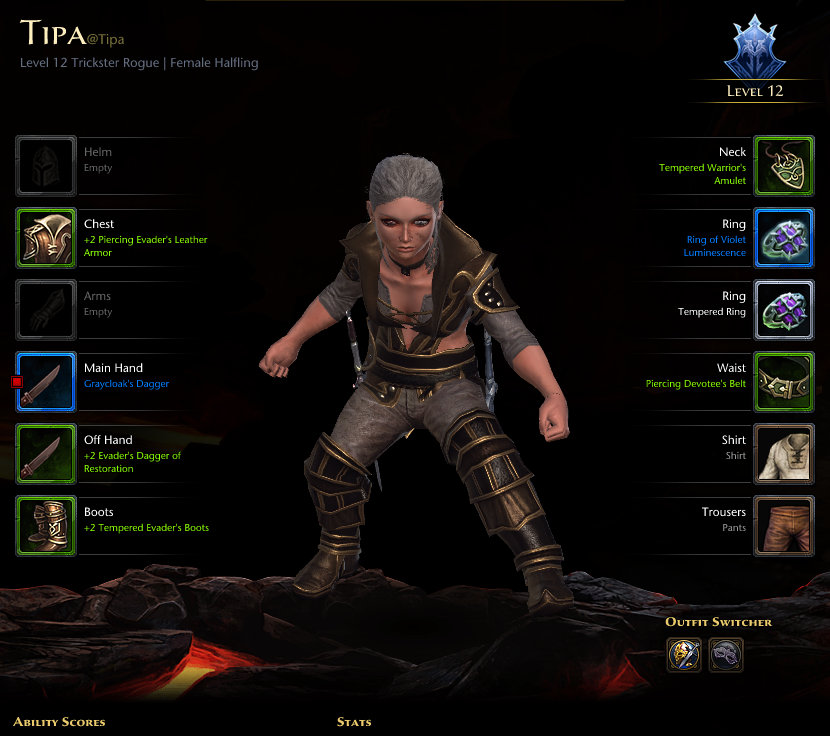 Tipa@Tipa
Level 12 Trickster Rogue | Female Halfling
Level 12
Helm
Empty
Chest
+2 Piercing Evader's Leather
Armor
Arms
Empty
Main Hand
Graycloak's Dagger
Off Hand
+2 Evader's Dagger of
Restoration
Boots
+2 Tempered Evader's Boots
Neck
Tempered Warrior's
Amulet
Ring
Ring of Violet
Luminescence
Ring
Tempered Ring
Waist
Piercing Devotee's Belt
Shirt
Shirt
Trousers
Pants
Outfit Switcher
Ability Scores
Stats